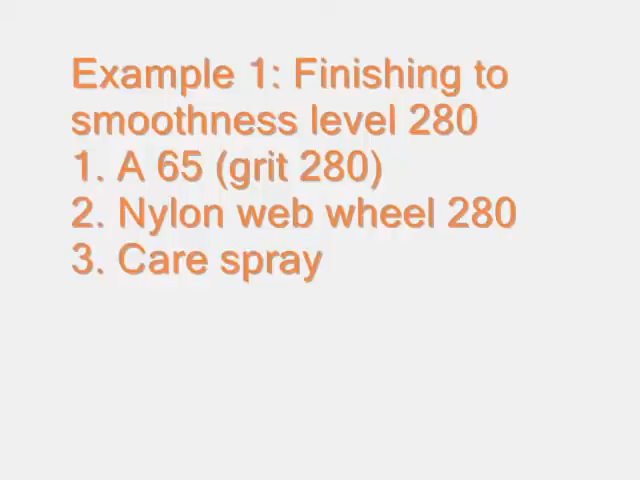 Example 1: Finishing to
smoothness level 280
1. A 65 (grit 280)
2. Nylon web wheel 280
3. Care spray